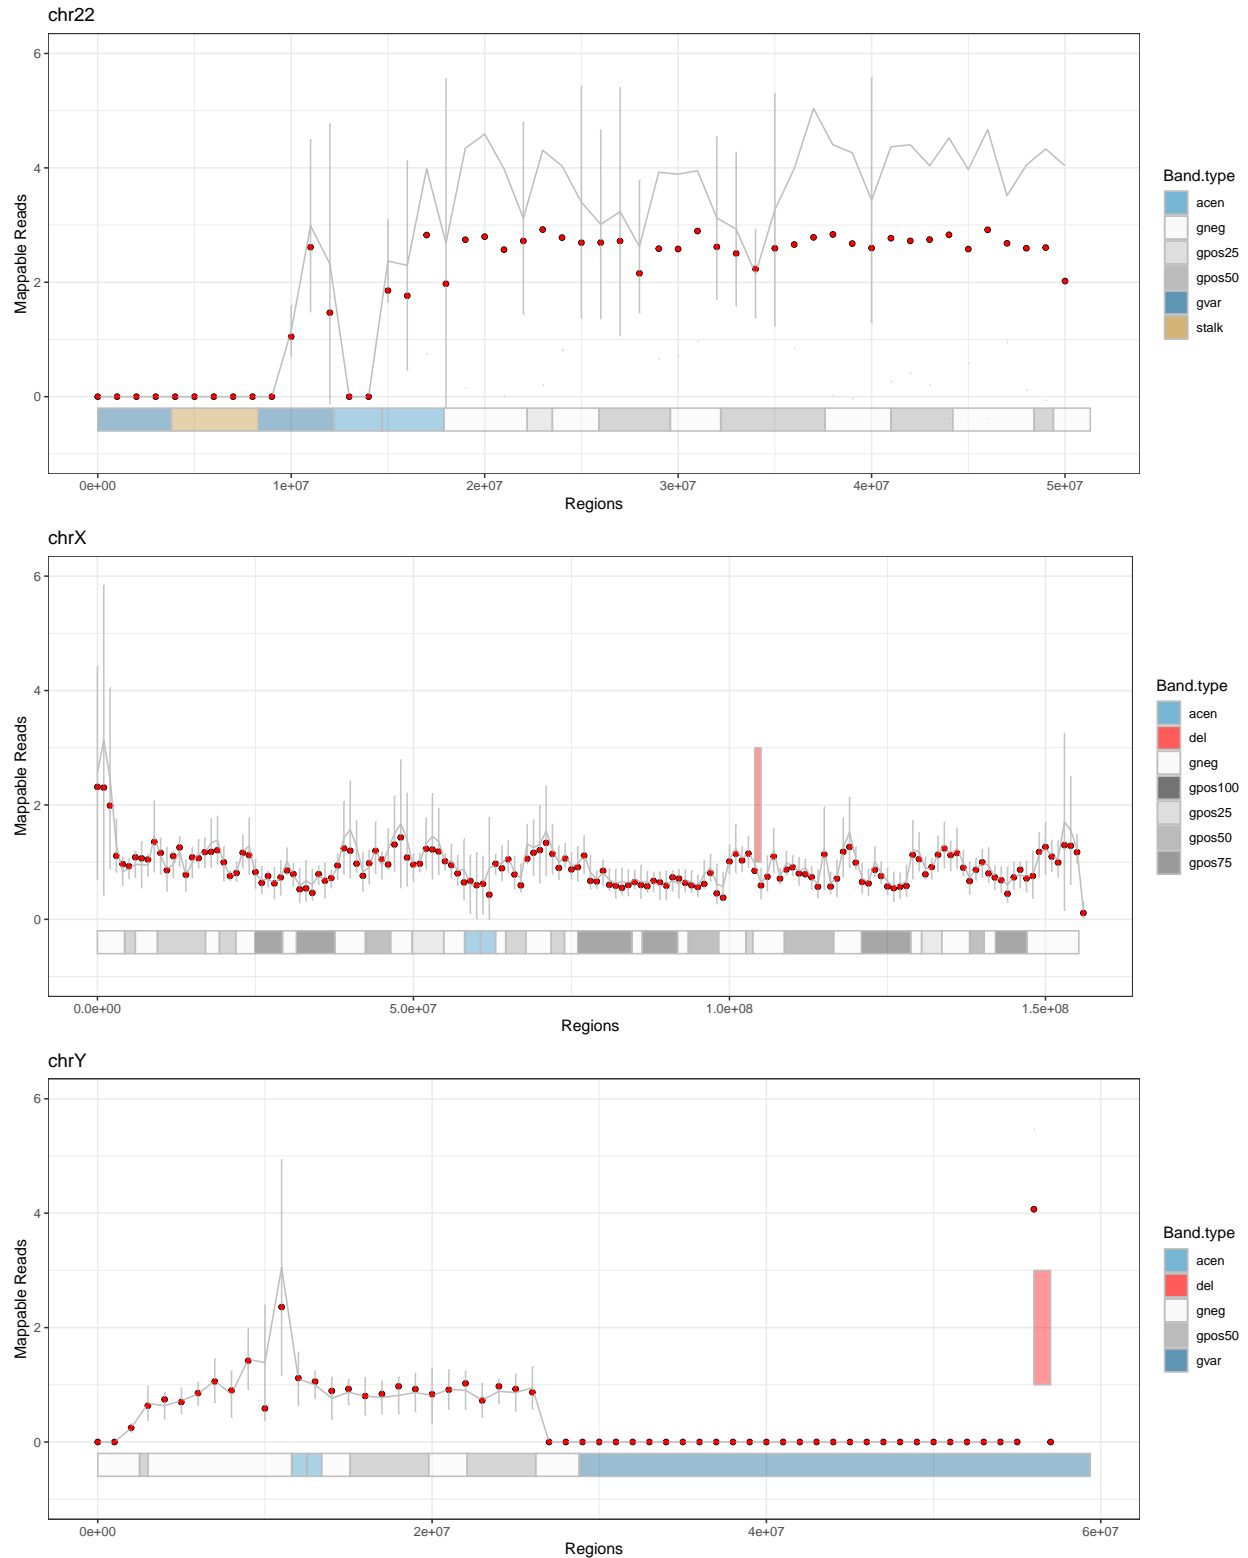 chr22
Mappable Reads
6
4
2
0
0e+00 1e+07 2e+07 3e+07 4e+07 5e+07
Regions
Band.type
acen
gneg
gpos25
gpos50
gvar
stalk
chrX
Mappable Reads
6
4
2
0
0.0e+00 5.0e+07 1.0e+08 1.5e+08
Regions
Band.type
acen
del
gneg
gpos100
gpos25
gpos50
gpos75
chrY
Mappable Reads
6
4
2
0
0e+00 2e+07 4e+07 6e+07
Regions
Band.type
acen
del
gneg
gpos50
gvar